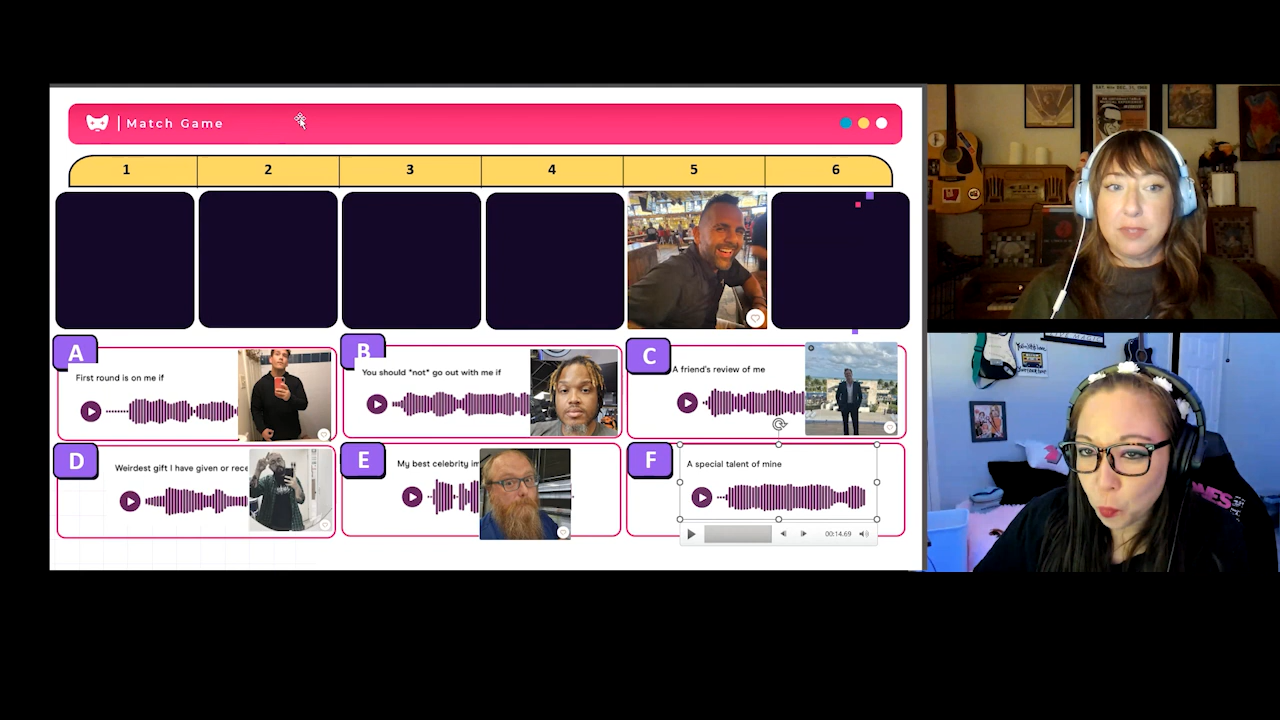 | Match Game
1 2 3 4 5 6
A
First round is on me if
B
You should *not* go out with me if
C
A friend's review of me
D
Weirdest gift I have given or rece
E
My best celebrity im
F
A special talent of mine
00:14.69